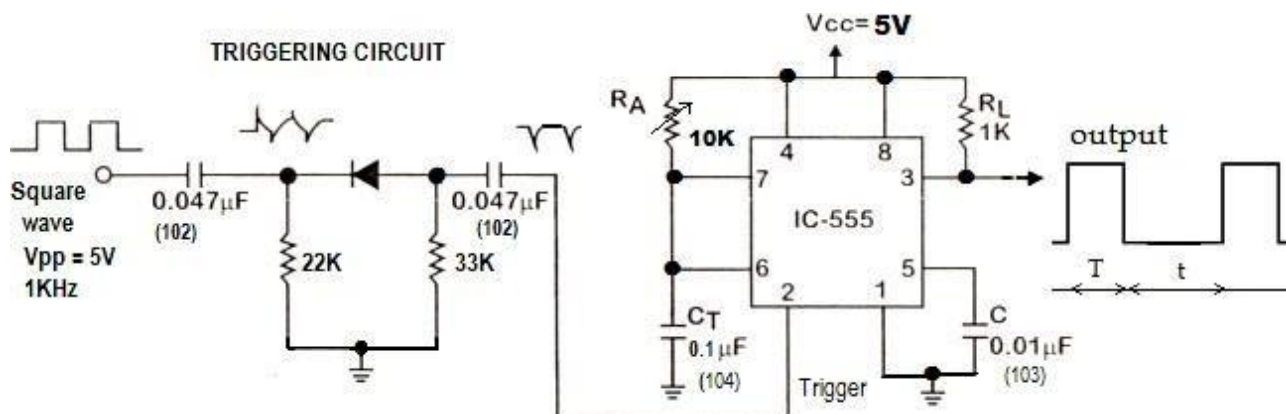 TRIGGERING CIRCUIT
Square
wave
Vpp = 5V
1KHz
0.047μF
(102)
22K
33K
0.047μF
(102)
Vcc= 5V
RA
10K
RL
1K
4
8
7
3
IC-555
6
5
2
1
CT
0.1μF
(104)
Trigger
C
0.01μF
(103)
output
T
t